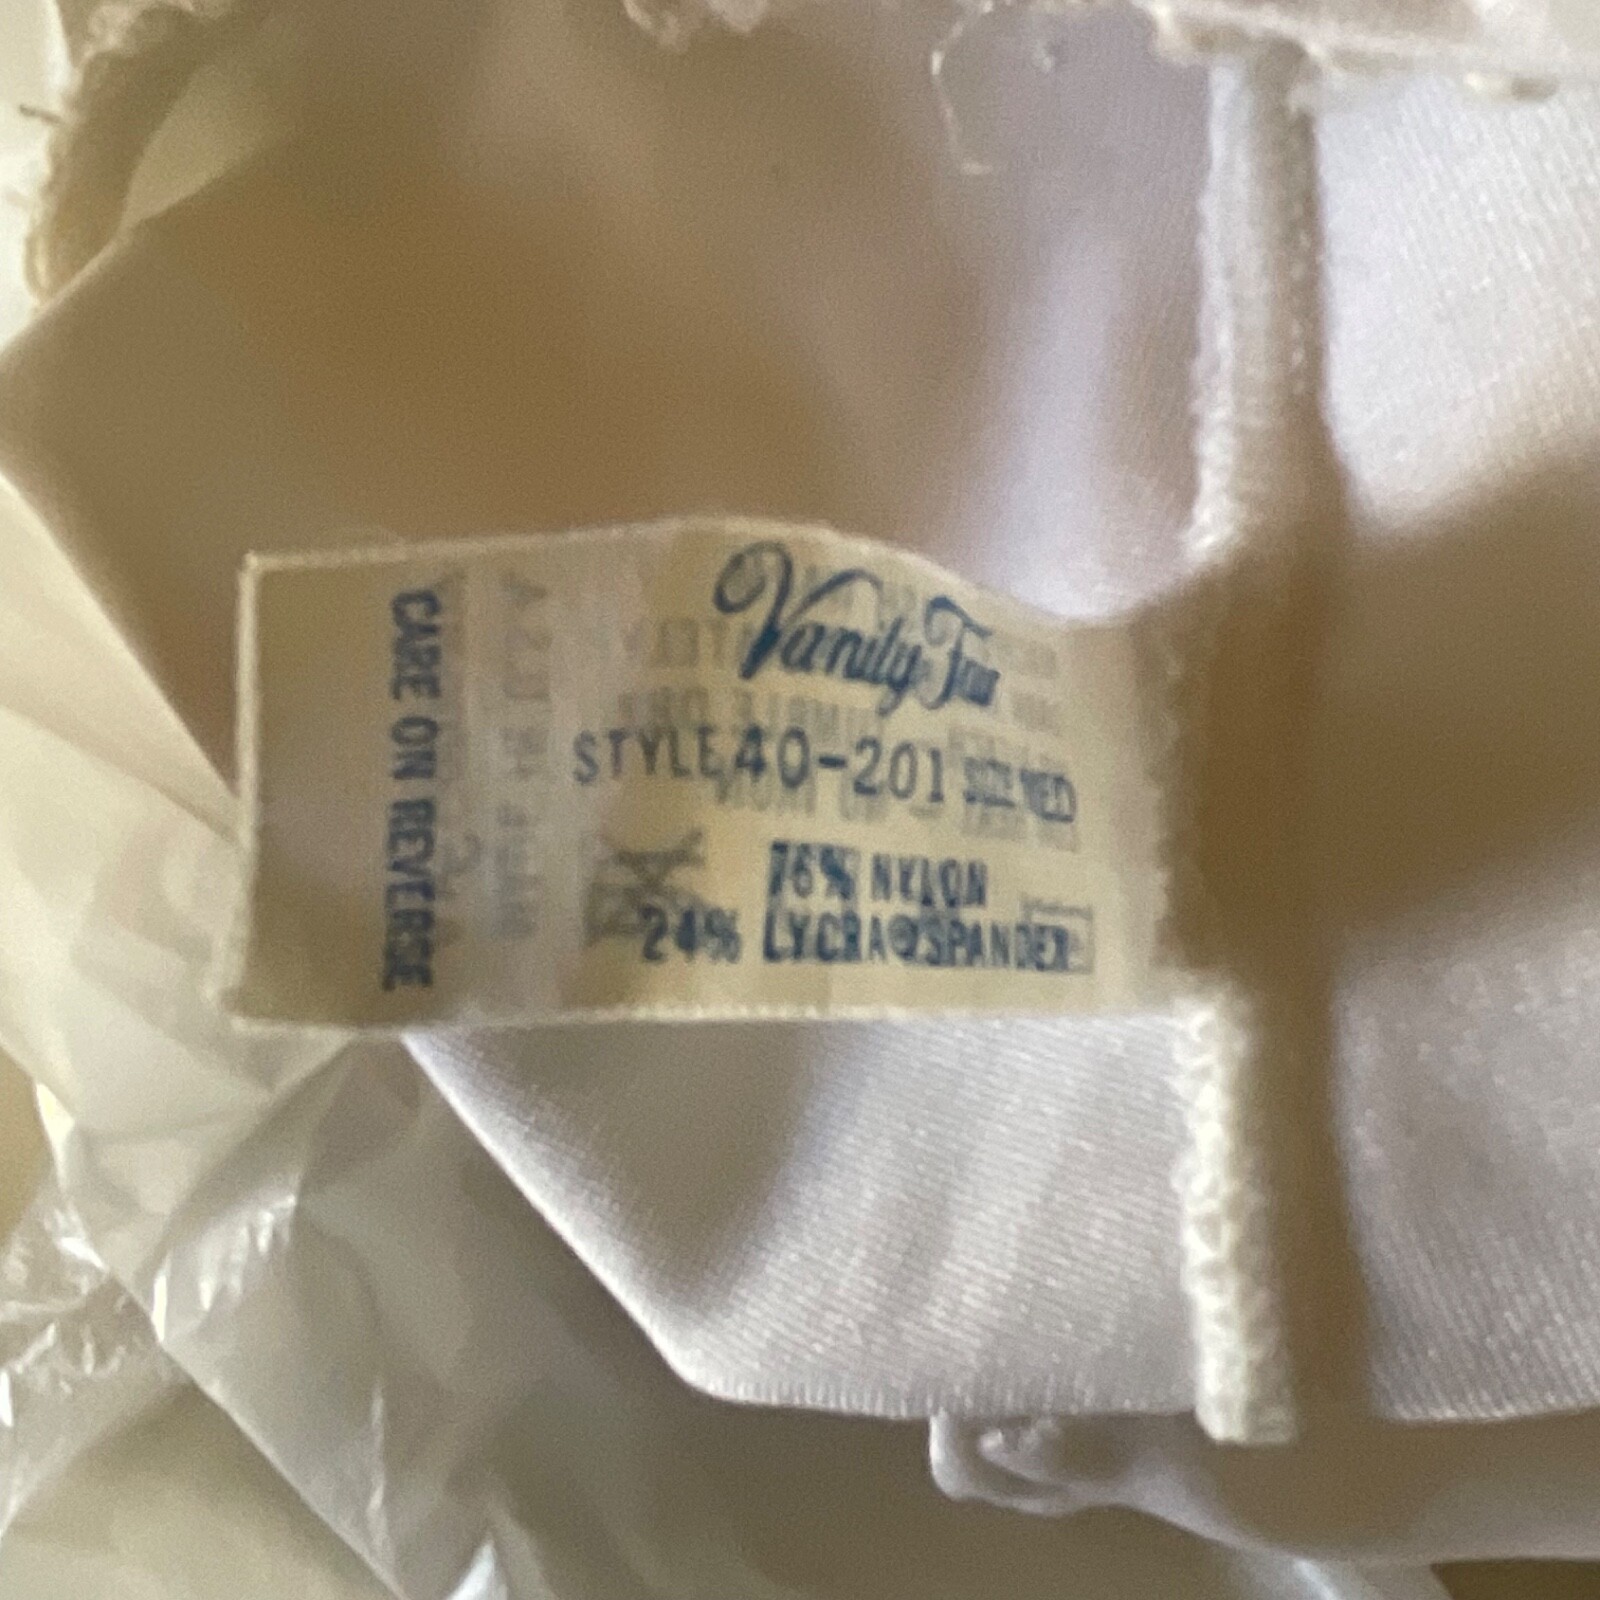 Vanity Fair
STYLE 40-201 SIZE MED
76% NYLON
24% LYCRA® SPANDEX
CARE ON REVERSE